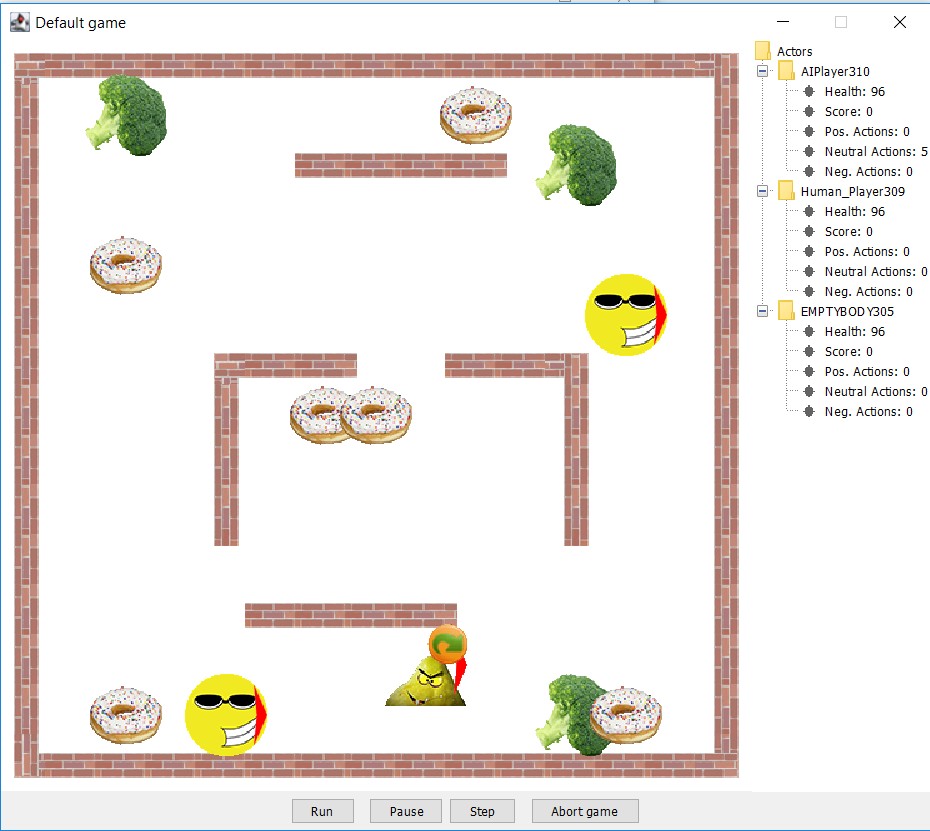 Default game
Actors
AIPlayer310
Health: 96
Score: 0
Pos. Actions: 0
Neutral Actions: 5
Neg. Actions: 0
Human_Player309
Health: 96
Score: 0
Pos. Actions: 0
Neutral Actions: 0
Neg. Actions: 0
EMPTYBODY305
Health: 96
Score: 0
Pos. Actions: 0
Neutral Actions: 0
Neg. Actions: 0
Run Pause Step Abort game